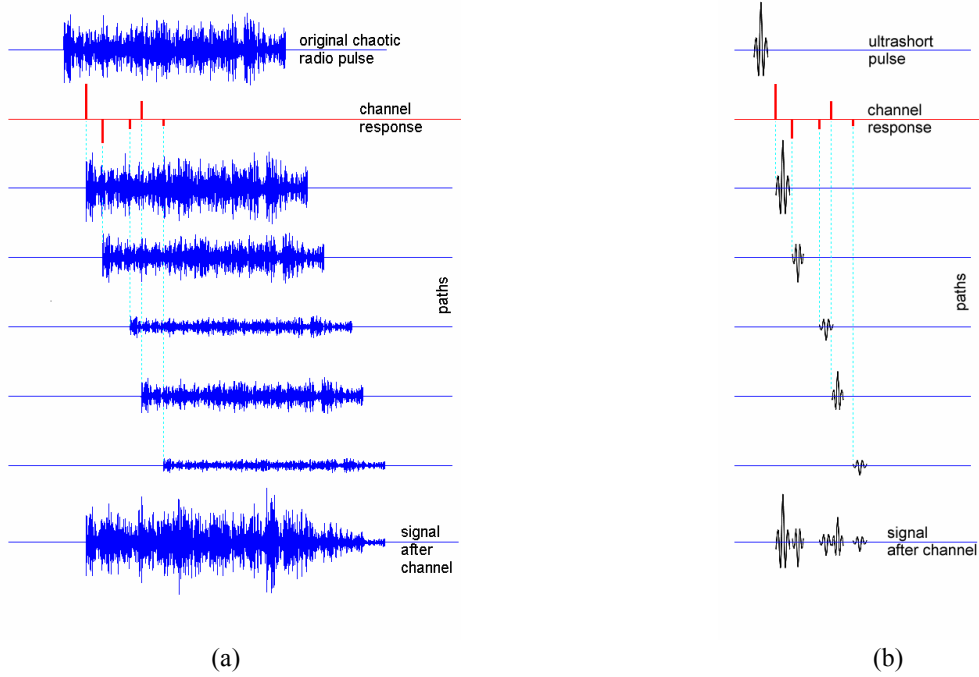 original chaotic
radio pulse
channel
response
paths
signal
after
channel
(a)
ultrashort
pulse
channel
response
paths
signal
after channel
(b)